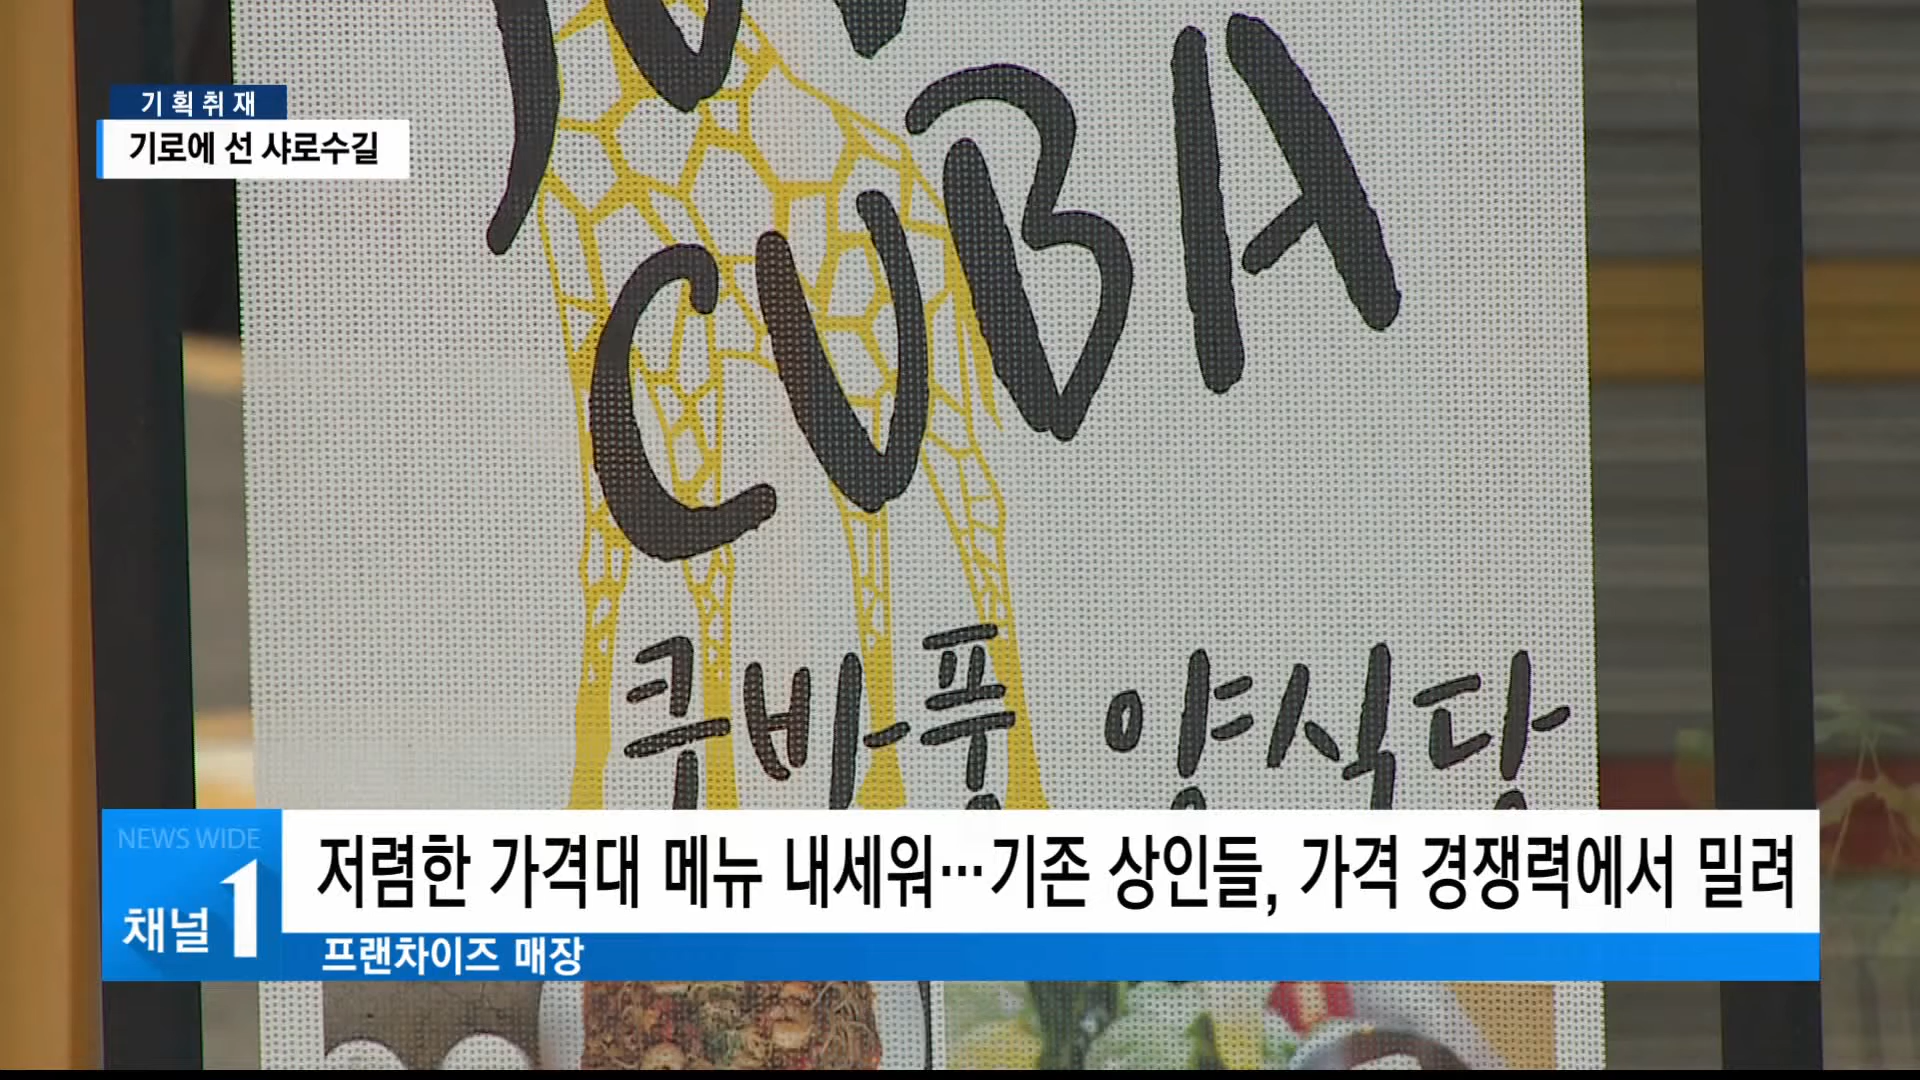 기획취재
기로에 선 샤로수길
CUBA
쿠바풍 양식당
NEWS WIDE
채널 1
저렴한 가격대 메뉴 내세워…기존 상인들, 가격 경쟁력에서 밀려
프랜차이즈 매장